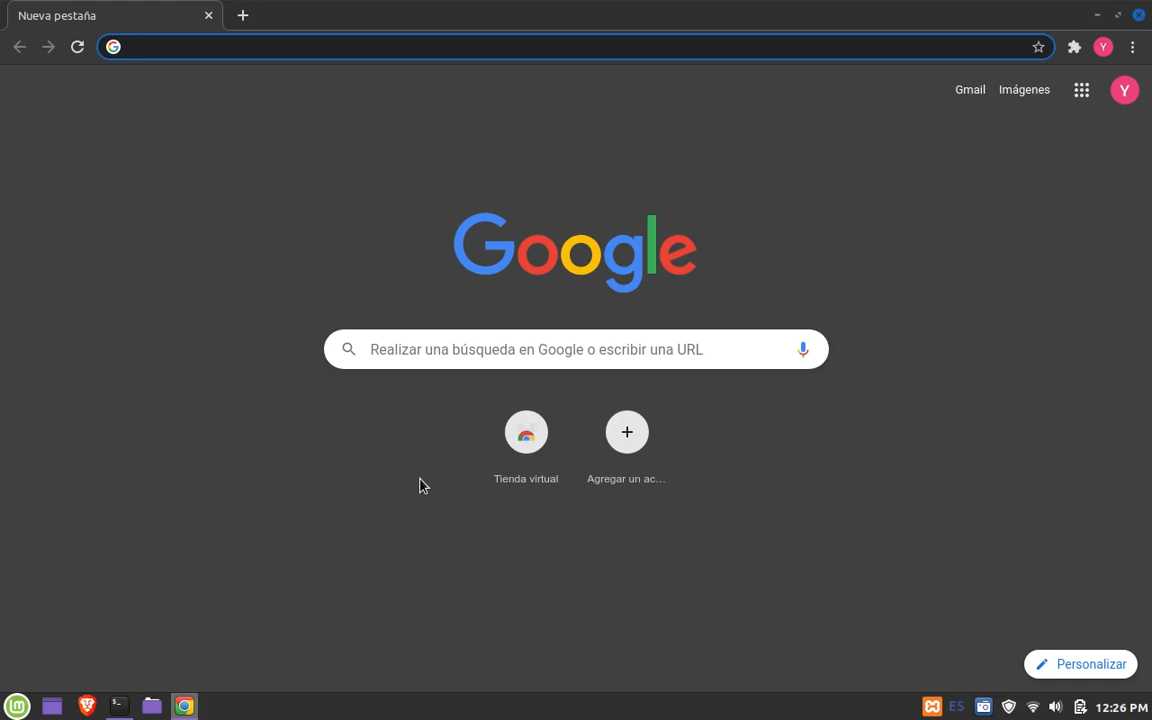 Nueva pestaña
Gmail
Imágenes
Y
Y
Google
Realizar una búsqueda en Google o escribir una URL
Tienda virtual
Agregar un ac...
Personalizar
ES
12:26 PM